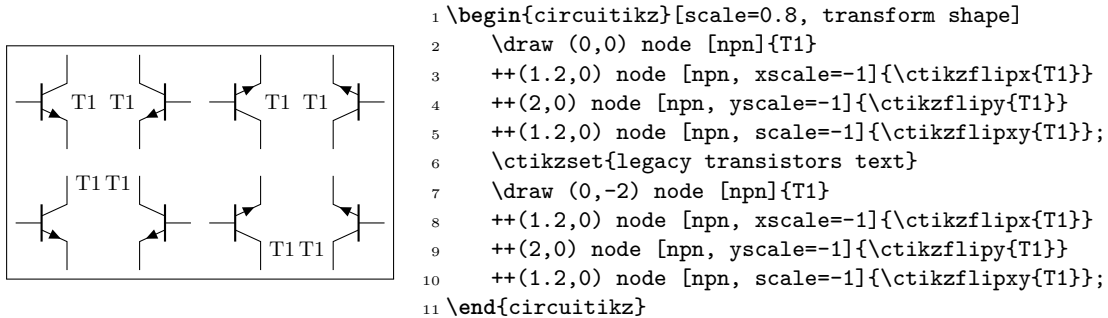 T1 T1 T1 T1
T1 T1
T1 T1
1 \begin{circuitikz}[scale=0.8, transform shape]
2 \draw (0,0) node [npn]{T1}
3 ++(1.2,0) node [npn, xscale=-1]{\ctikzflipx{T1}}
4 ++(2,0) node [npn, yscale=-1]{\ctikzflipy{T1}}
5 ++(1.2,0) node [npn, scale=-1]{\ctikzflipxy{T1}};
6 \ctikzset{legacy transistors text}
7 \draw (0,-2) node [npn]{T1}
8 ++(1.2,0) node [npn, xscale=-1]{\ctikzflipx{T1}}
9 ++(2,0) node [npn, yscale=-1]{\ctikzflipy{T1}}
10 ++(1.2,0) node [npn, scale=-1]{\ctikzflipxy{T1}};
11 \end{circuitikz}